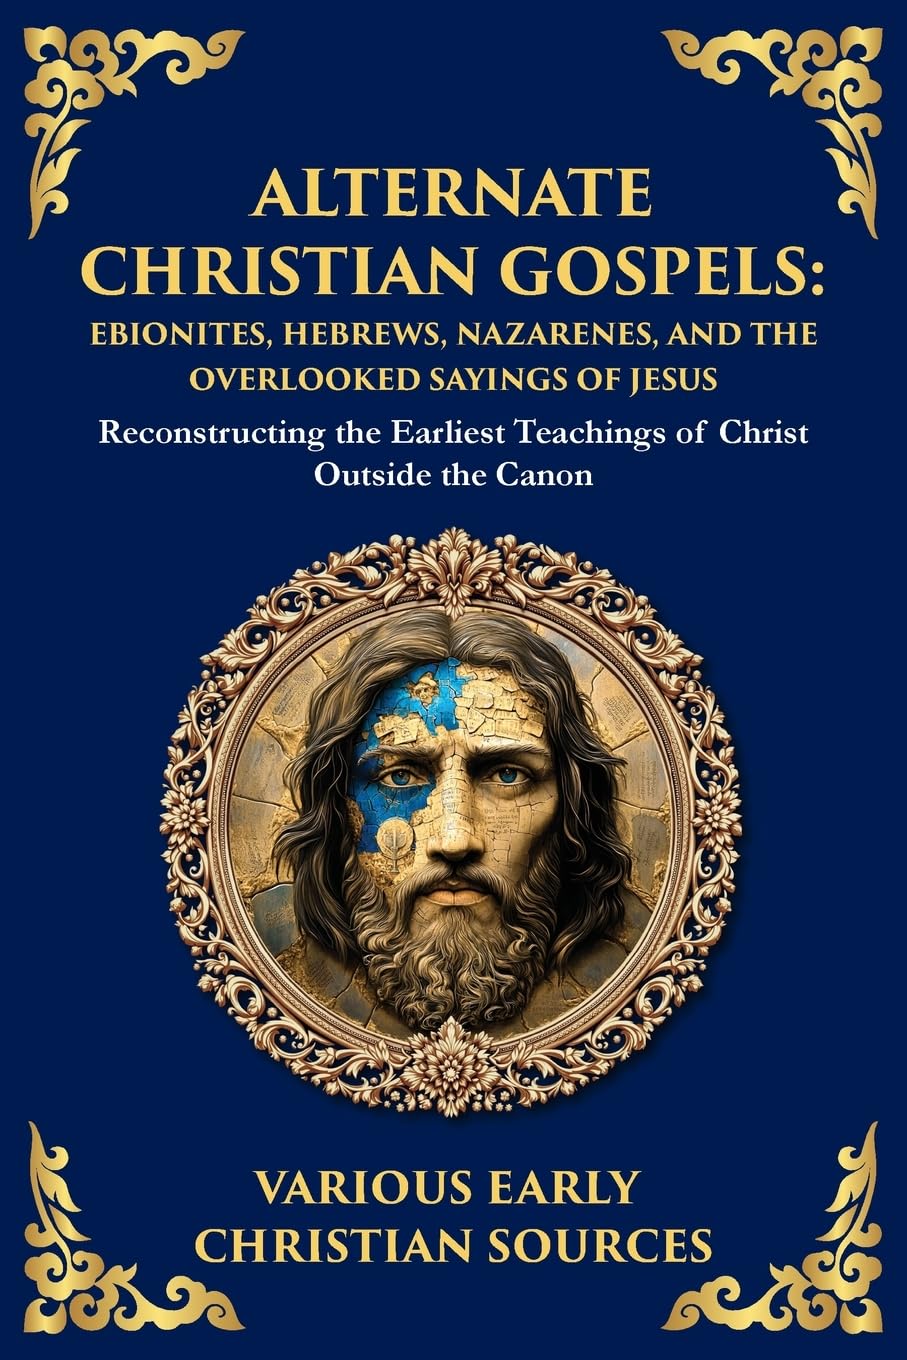 ALTERNATE
CHRISTIAN GOSPELS:
EBIONITES, HEBREWS, NAZARENES, AND THE
OVERLOOKED SAYINGS OF JESUS
Reconstructing the Earliest Teachings of Christ
Outside the Canon
VARIOUS EARLY
CHRISTIAN SOURCES